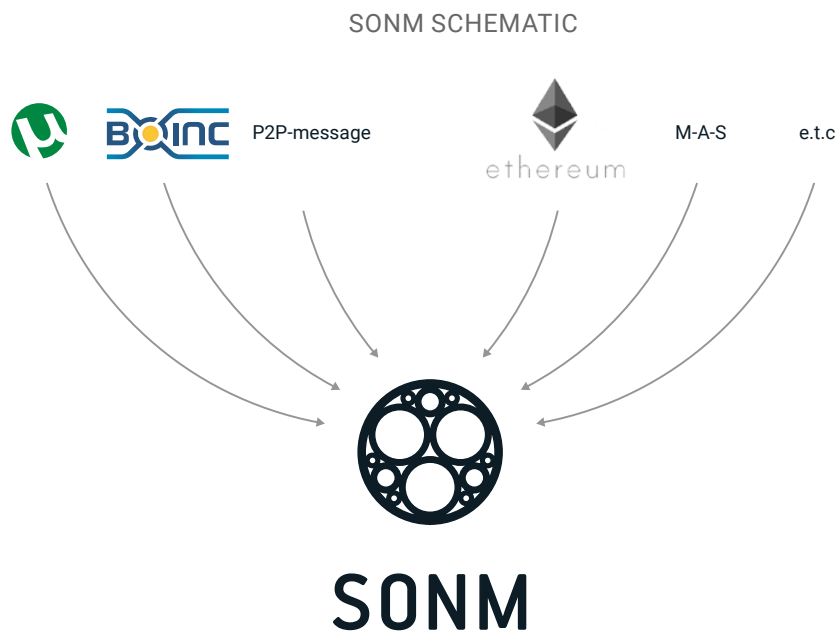 SONM SCHEMATIC
µ
BOINC
P2P-message
ethereum
M-A-S
e.t.c
SONM